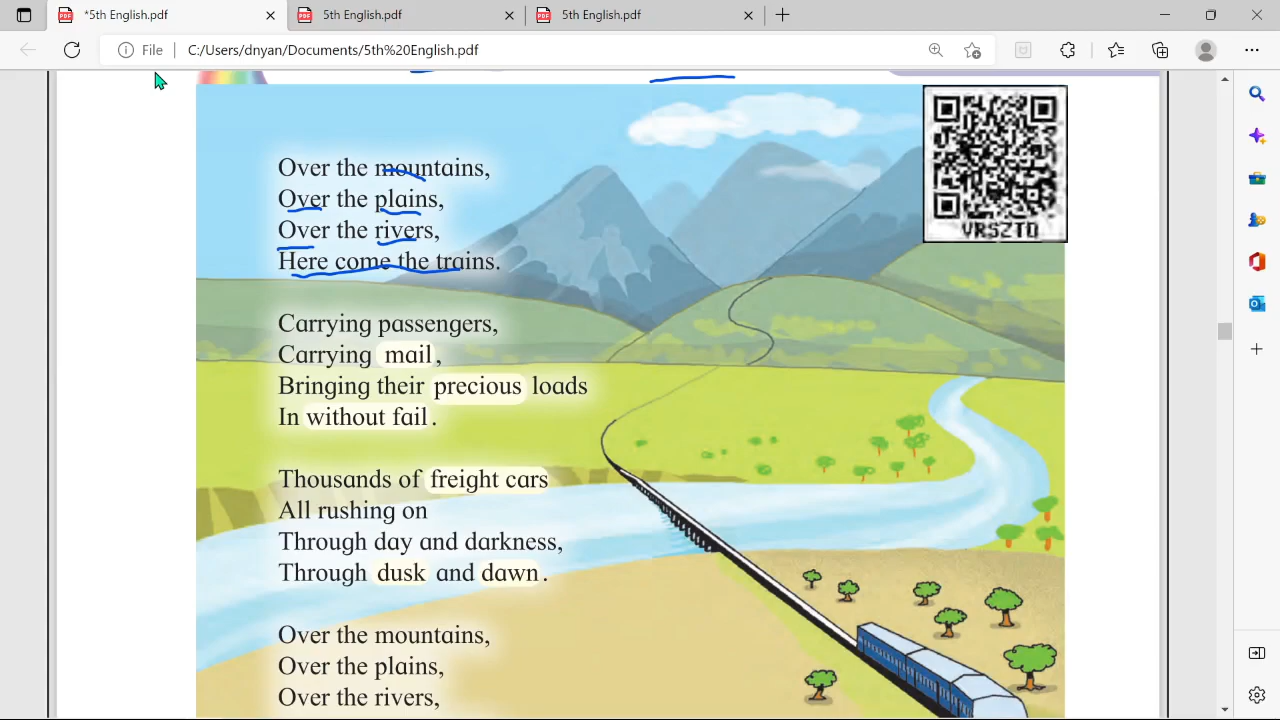 *5th English.pdf
5th English.pdf
5th English.pdf
File
C:/Users/dnyan/Documents/5th%20English.pdf
Over the mountains,
Over the plains,
Over the rivers,
Here come the trains.
Carrying passengers,
Carrying mail,
Bringing their precious loads
In without fail.
Thousands of freight cars
All rushing on
Through day and darkness,
Through dusk and dawn.
Over the mountains,
Over the plains,
Over the rivers,